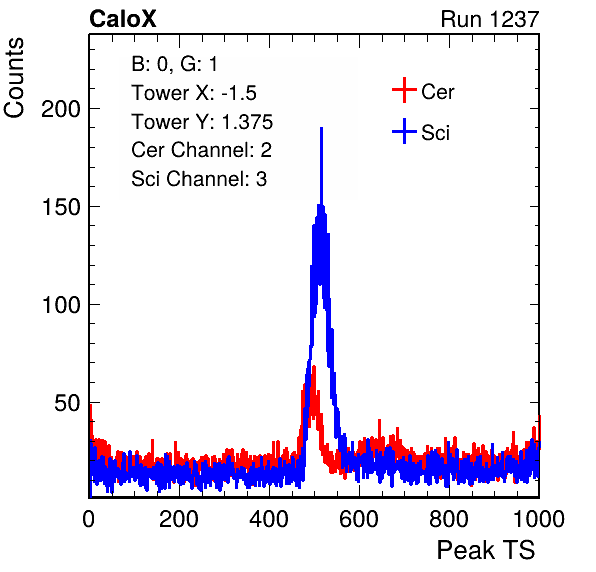 CaloX Run 1237
Counts
B: 0, G: 1
Tower X: -1.5
Tower Y: 1.375
Cer Channel: 2
Sci Channel: 3
Cer
Sci
200
150
100
50
0 200 400 600 800 1000
Peak TS